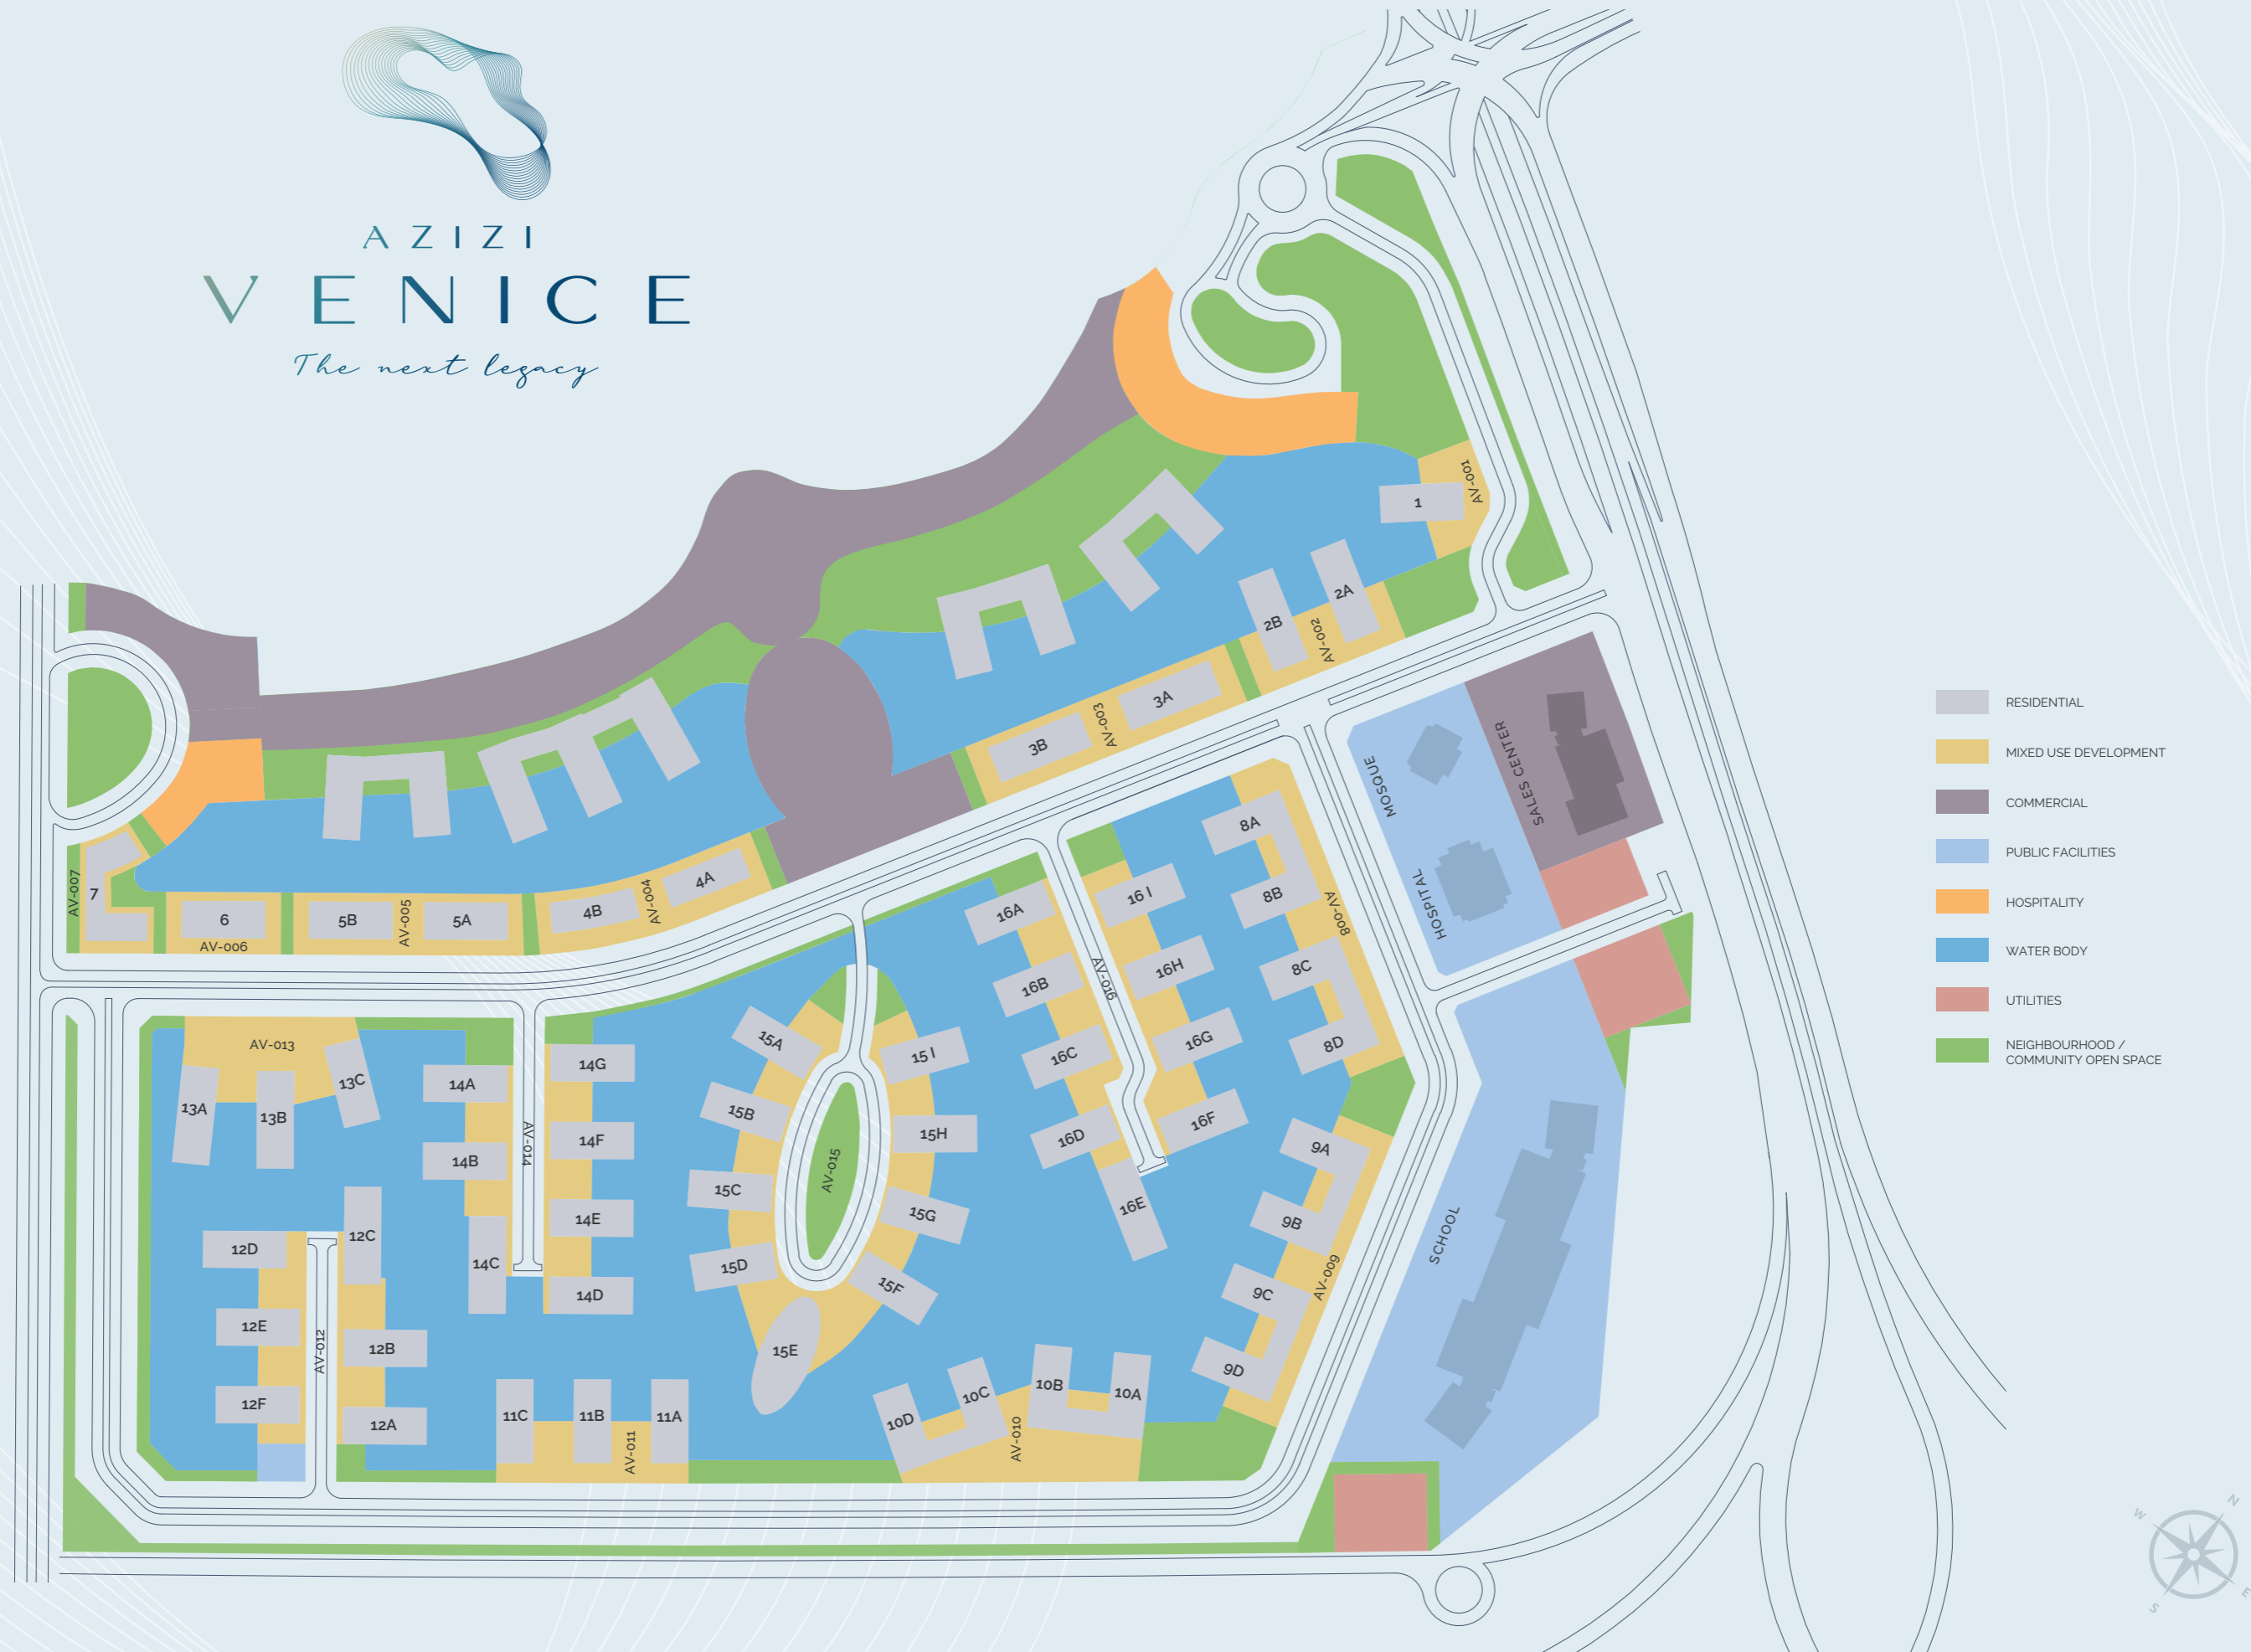 AZIZI
VENICE
The next legacy
AV-001
1
2A
2B
AV-002
3A
AV-003
3B
4A
AV-004
4B
5A
AV-005
5B
6
AV-006
7
AV-007
MOSQUE
SALES CENTER
HOSPITAL
SCHOOL
8A
8B
AV-008
8C
8D
9A
9B
9C
9D
AV-009
10A
10B
10C
10D
AV-010
11A
11B
11C
AV-011
12A
12B
12C
12D
12E
12F
AV-012
AV-013
13A
13B
13C
14A
14B
14C
14D
14E
14F
14G
AV-014
15A
15B
15C
15D
15E
15F
15G
15H
15 I
AV-015
16A
16B
16C
16D
16E
16F
16G
16H
16 I
AV-016
RESIDENTIAL
MIXED USE DEVELOPMENT
COMMERCIAL
PUBLIC FACILITIES
HOSPITALITY
WATER BODY
UTILITIES
NEIGHBOURHOOD /
COMMUNITY OPEN SPACE
N
W
E
S